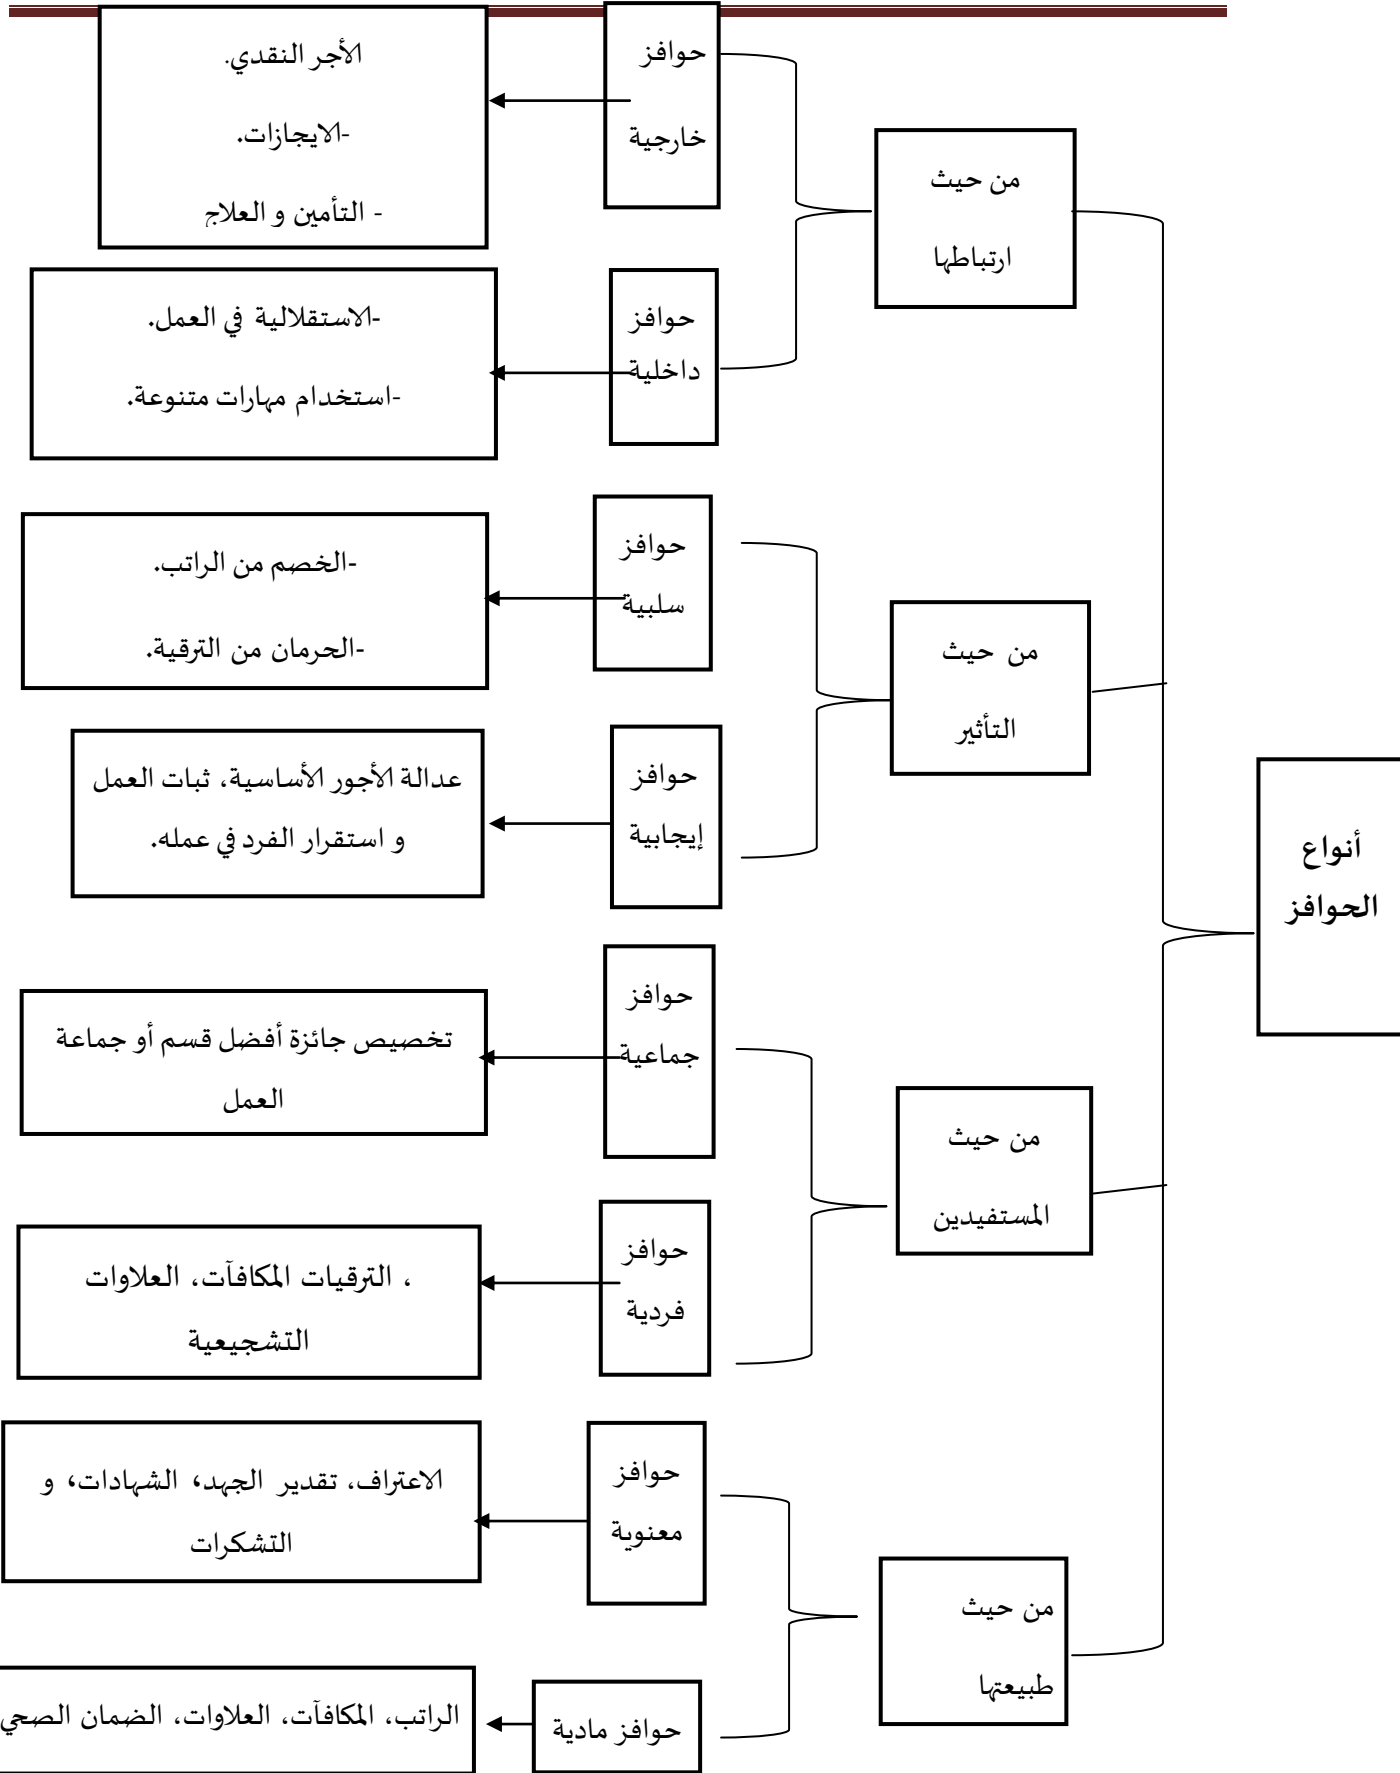 أنواع
الحوافز
من حيث
ارتباطها
حوافز
خارجية
الأجر النقدي.
-الايجازات.
- التأمين و العلاج
حوافز
داخلية
-الاستقلالية في العمل.
-استخدام مهارات متنوعة.
من حيث
التأثير
حوافز
سلبية
-الخصم من الراتب.
-الحرمان من الترقية.
حوافز
إيجابية
عدالة الأجور الأساسية، ثبات العمل
و استقرار الفرد في عمله.
من حيث
المستفيدين
حوافز
جماعية
تخصيص جائزة أفضل قسم أو جماعة
العمل
حوافز
فردية
، الترقيات المكافآت، العلاوات
التشجيعية
من حيث
طبيعتها
حوافز
معنوية
الاعتراف، تقدير الجهد، الشهادات، و
التشكرات
حوافز مادية
الراتب، المكافآت، العلاوات، الضمان الصحي